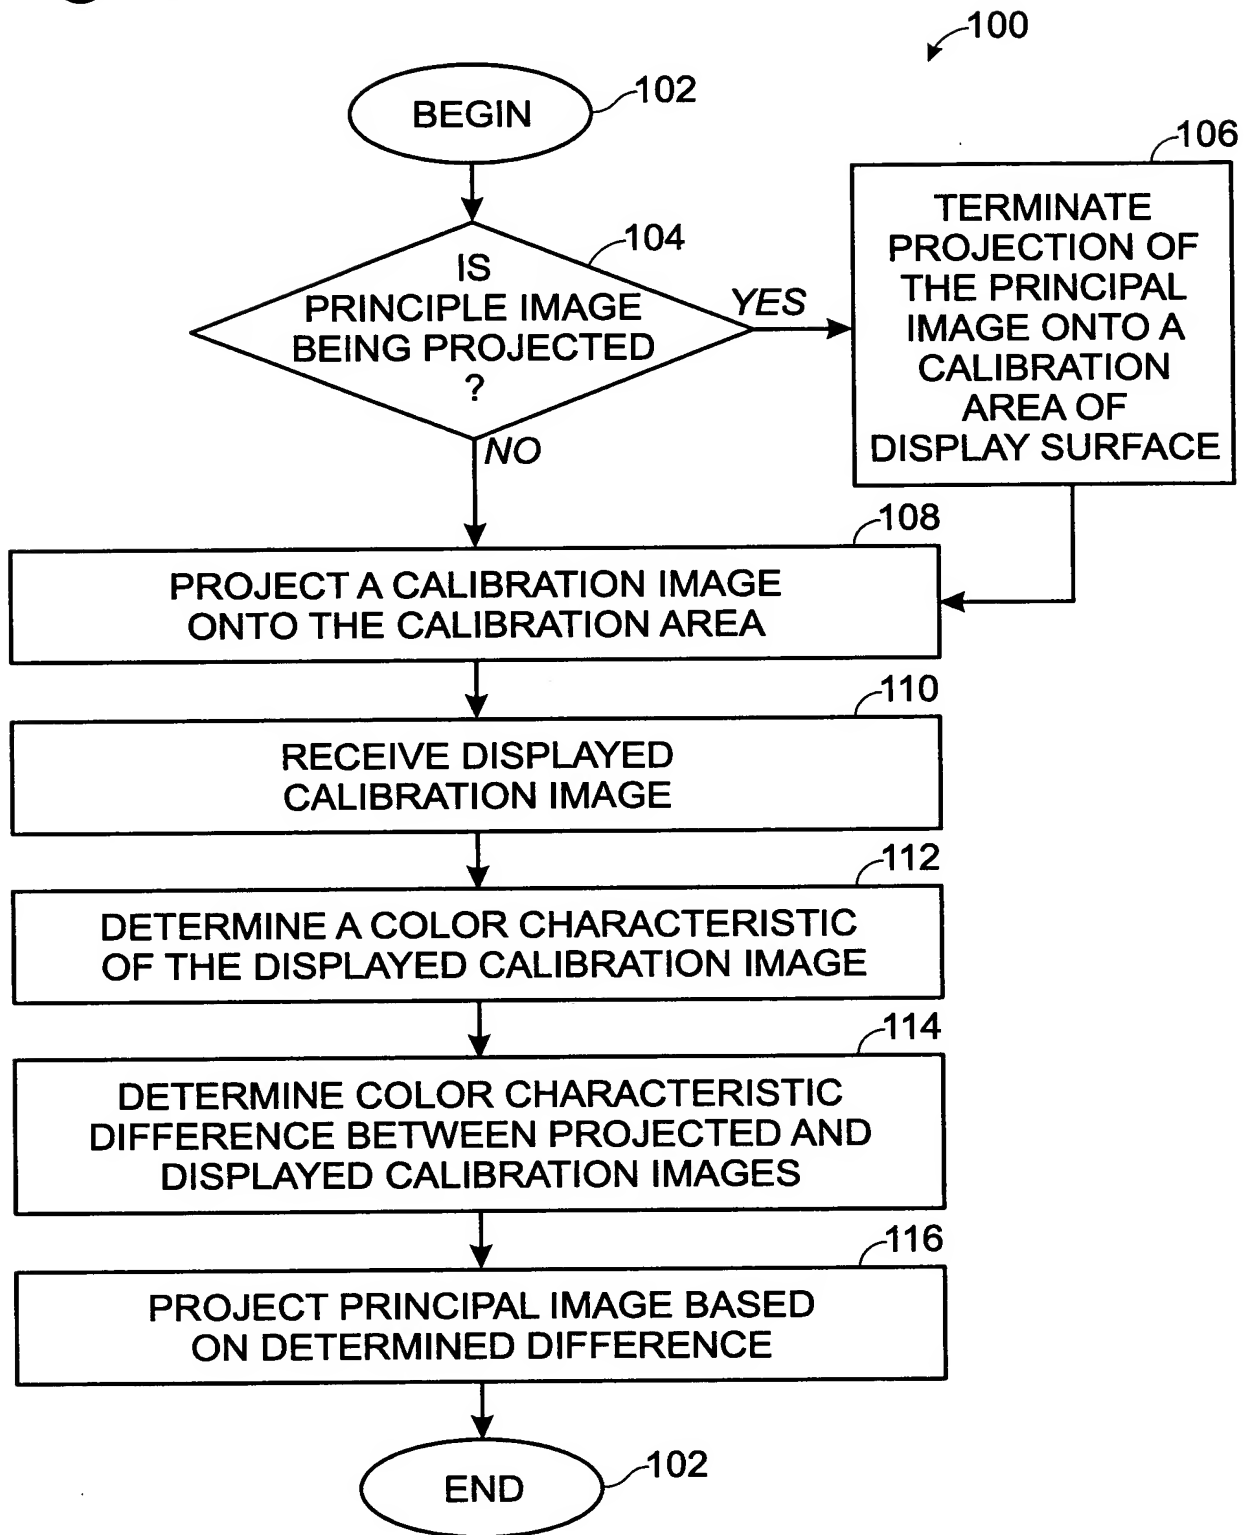 100
BEGIN
102
IS
PRINCIPLE IMAGE
BEING PROJECTED
?
104
YES
NO
106
TERMINATE
PROJECTION OF
THE PRINCIPAL
IMAGE ONTO A
CALIBRATION
AREA OF
DISPLAY SURFACE
108
PROJECT A CALIBRATION IMAGE
ONTO THE CALIBRATION AREA
110
RECEIVE DISPLAYED
CALIBRATION IMAGE
112
DETERMINE A COLOR CHARACTERISTIC
OF THE DISPLAYED CALIBRATION IMAGE
114
DETERMINE COLOR CHARACTERISTIC
DIFFERENCE BETWEEN PROJECTED AND
DISPLAYED CALIBRATION IMAGES
116
PROJECT PRINCIPAL IMAGE BASED
ON DETERMINED DIFFERENCE
END
102